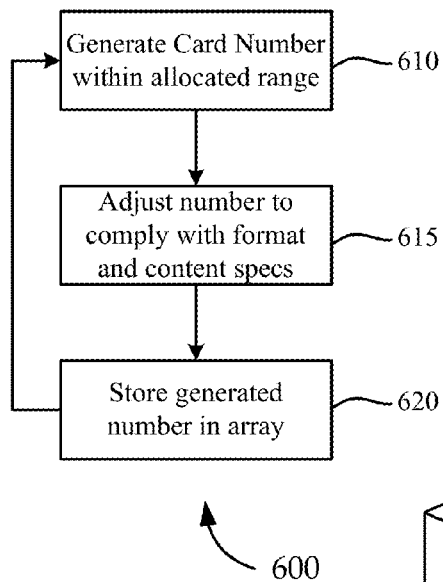 Generate Card Number
within allocated range
610
Adjust number to
comply with format
and content specs
615
Store generated
number in array
620
600